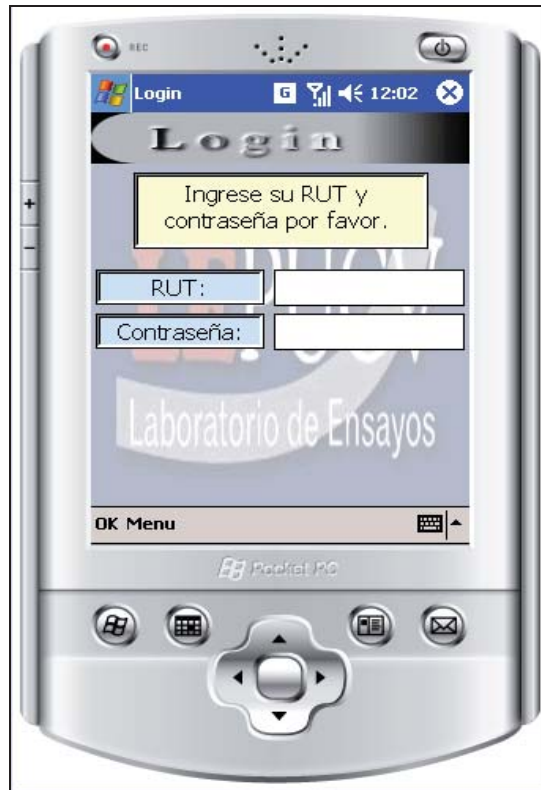 REC
Login
G
12:02
Login
Ingrese su RUT y
contraseña por favor.
RUT:
Contraseña:
LEPUCV
Laboratorio de Ensayos
OK Menu
Pocket PC